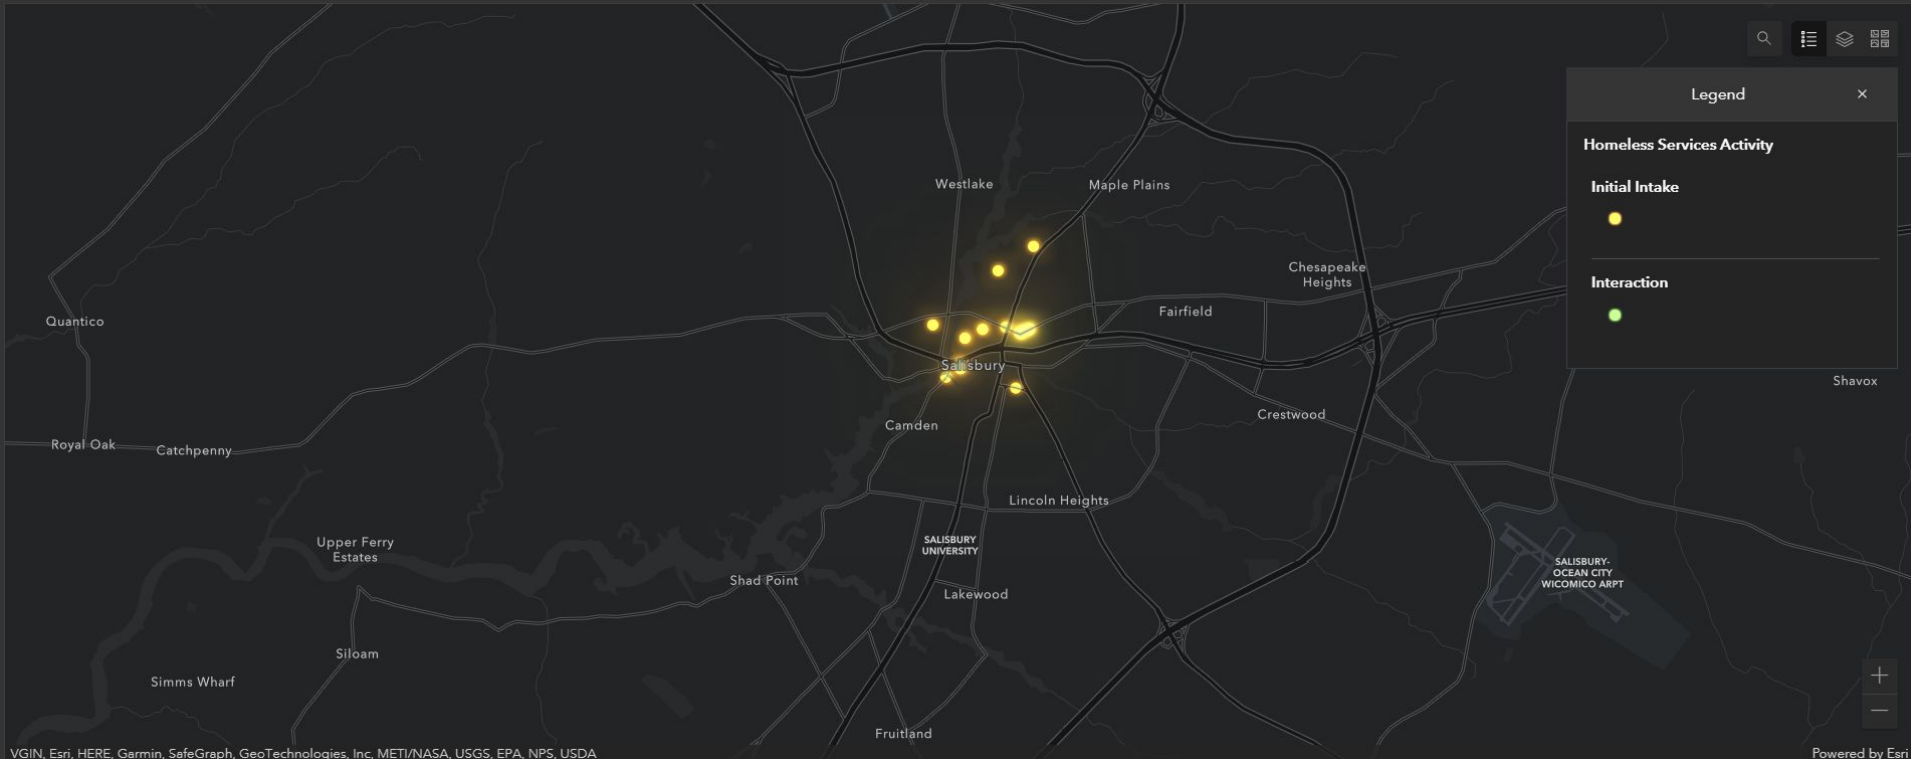 Legend
Homeless Services Activity
Initial Intake
Interaction
Westlake
Maple Plains
Chesapeake
Heights
Quantico
Fairfield
Salisbury
Shavox
Crestwood
Camden
Royal Oak
Catchpenny
Lincoln Heights
Upper Ferry
Estates
SALISBURY
UNIVERSITY
SALISBURY-
OCEAN CITY
WICOMICO ARPT
Shad Point
Lakewood
Siloam
Simms Wharf
Fruitland
VGIN, Esri, HERE, Garmin, SafeGraph, GeoTechnologies, Inc, METI/NASA, USGS, EPA, NPS, USDA
Powered by Esri